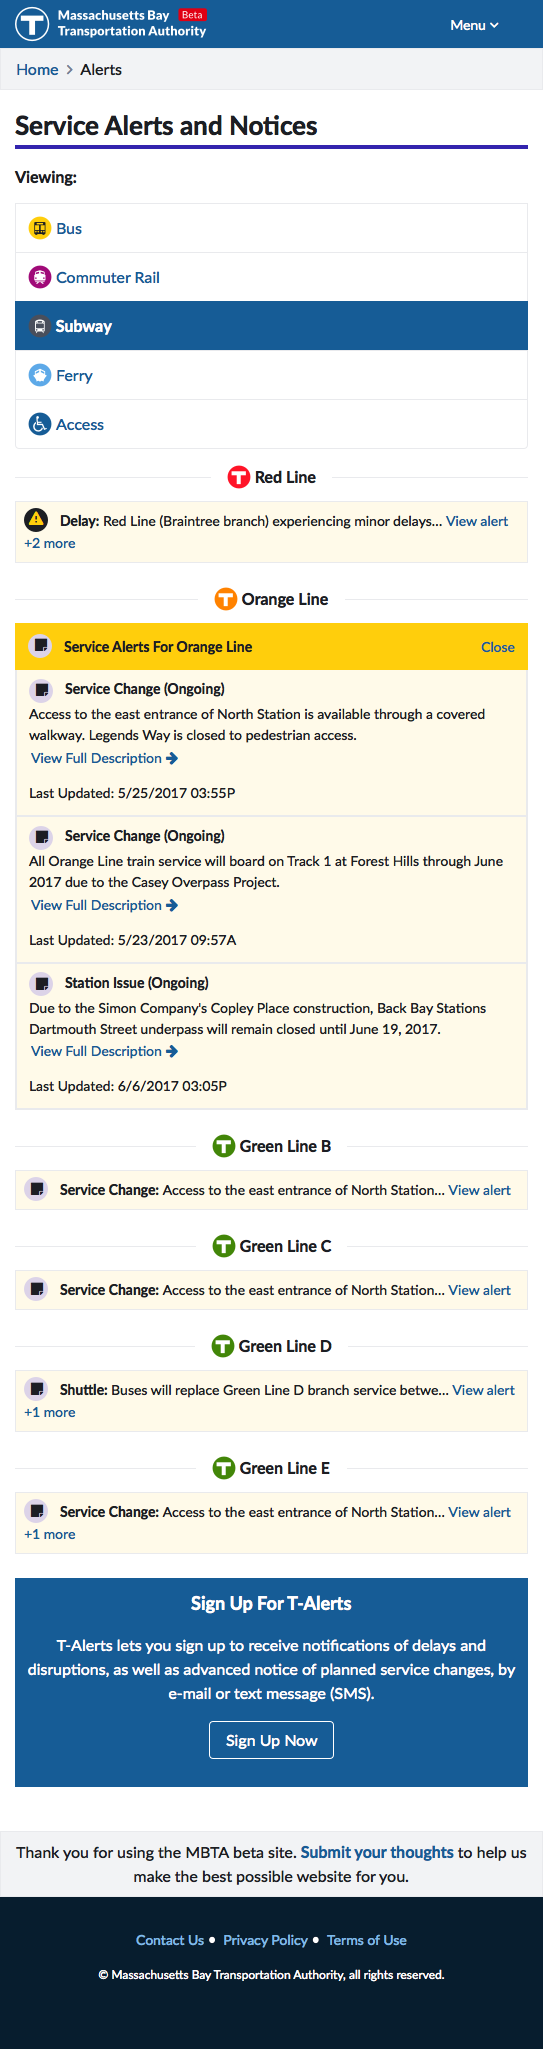 Massachusetts Bay Beta
Transportation Authority
Menu
Home > Alerts
Service Alerts and Notices
Viewing:
Bus
Commuter Rail
Subway
Ferry
Access
T Red Line
Delay: Red Line (Braintree branch) experiencing minor delays... View alert
+2 more
T Orange Line
Service Alerts For Orange Line Close
Service Change (Ongoing)
Access to the east entrance of North Station is available through a covered
walkway. Legends Way is closed to pedestrian access.
View Full Description
Last Updated: 5/25/2017 03:55P
Service Change (Ongoing)
All Orange Line train service will board on Track 1 at Forest Hills through June
2017 due to the Casey Overpass Project.
View Full Description
Last Updated: 5/23/2017 09:57A
Station Issue (Ongoing)
Due to the Simon Company's Copley Place construction, Back Bay Stations
Dartmouth Street underpass will remain closed until June 19, 2017.
View Full Description
Last Updated: 6/6/2017 03:05P
T Green Line B
Service Change: Access to the east entrance of North Station... View alert
T Green Line C
Service Change: Access to the east entrance of North Station... View alert
T Green Line D
Shuttle: Buses will replace Green Line D branch service betwe... View alert
+1 more
T Green Line E
Service Change: Access to the east entrance of North Station... View alert
+1 more
Sign Up For T-Alerts
T-Alerts lets you sign up to receive notifications of delays and
disruptions, as well as advanced notice of planned service changes, by
e-mail or text message (SMS).
Sign Up Now
Thank you for using the MBTA beta site. Submit your thoughts to help us
make the best possible website for you.
Contact Us • Privacy Policy • Terms of Use
© Massachusetts Bay Transportation Authority, all rights reserved.